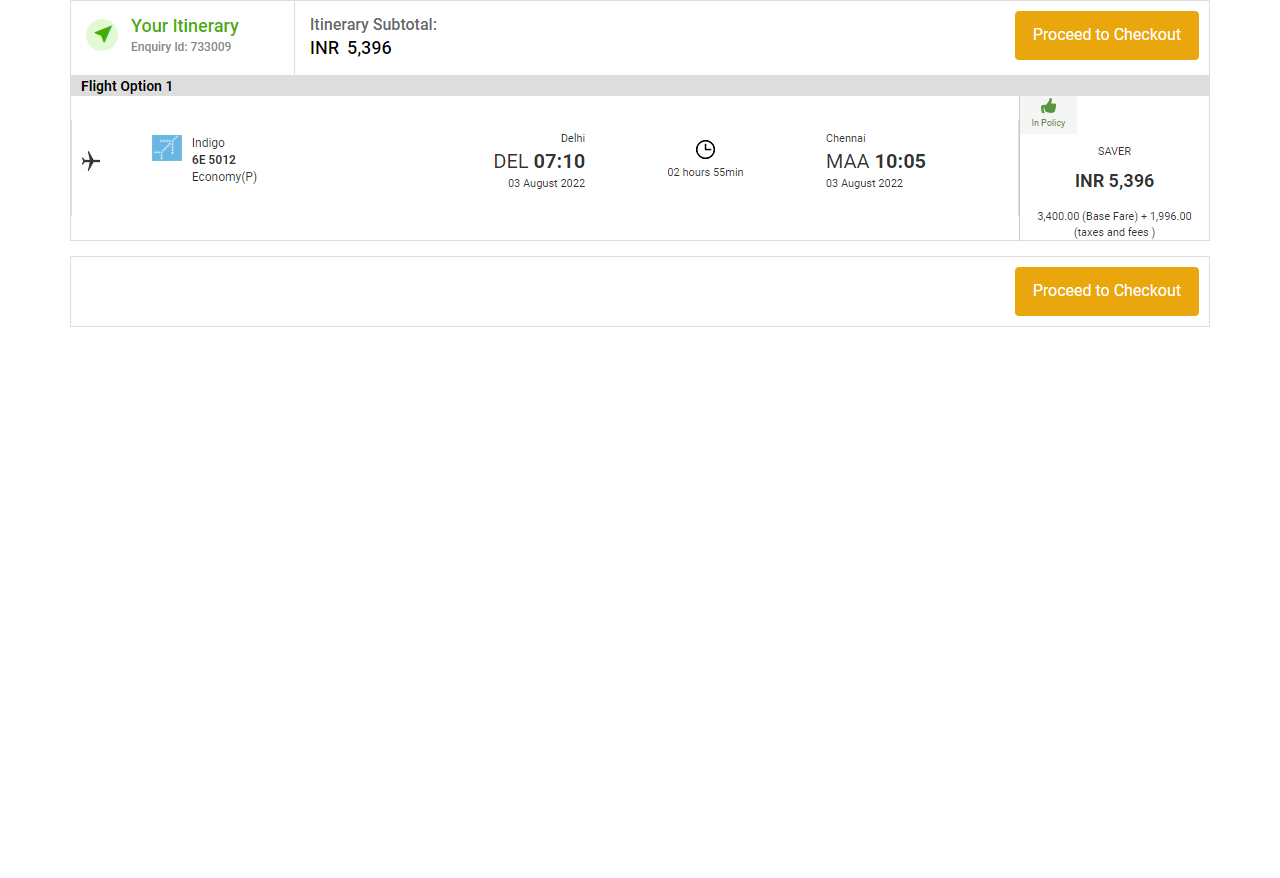 Your Itinerary
Enquiry Id: 733009
Itinerary Subtotal:
INR 5,396
Proceed to Checkout
Flight Option 1
Indigo
6E 5012
Economy(P)
Delhi
DEL 07:10
03 August 2022
02 hours 55min
Chennai
MAA 10:05
03 August 2022
In Policy
SAVER
INR 5,396
3,400.00 (Base Fare) + 1,996.00
(taxes and fees )
Proceed to Checkout